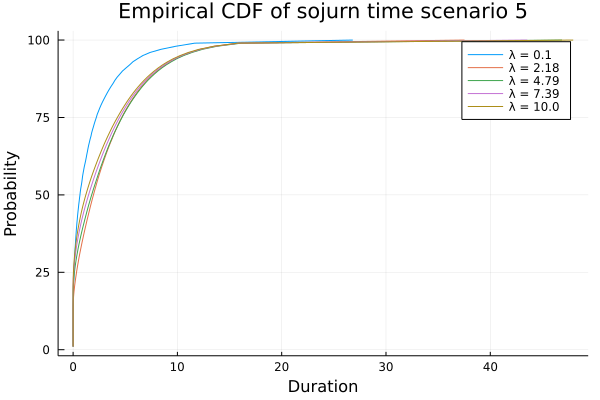 Empirical CDF of sojurn time scenario 5
100
75
50
25
0
Probability
λ = 0.1
λ = 2.18
λ = 4.79
λ = 7.39
λ = 10.0
0
10
20
30
40
Duration